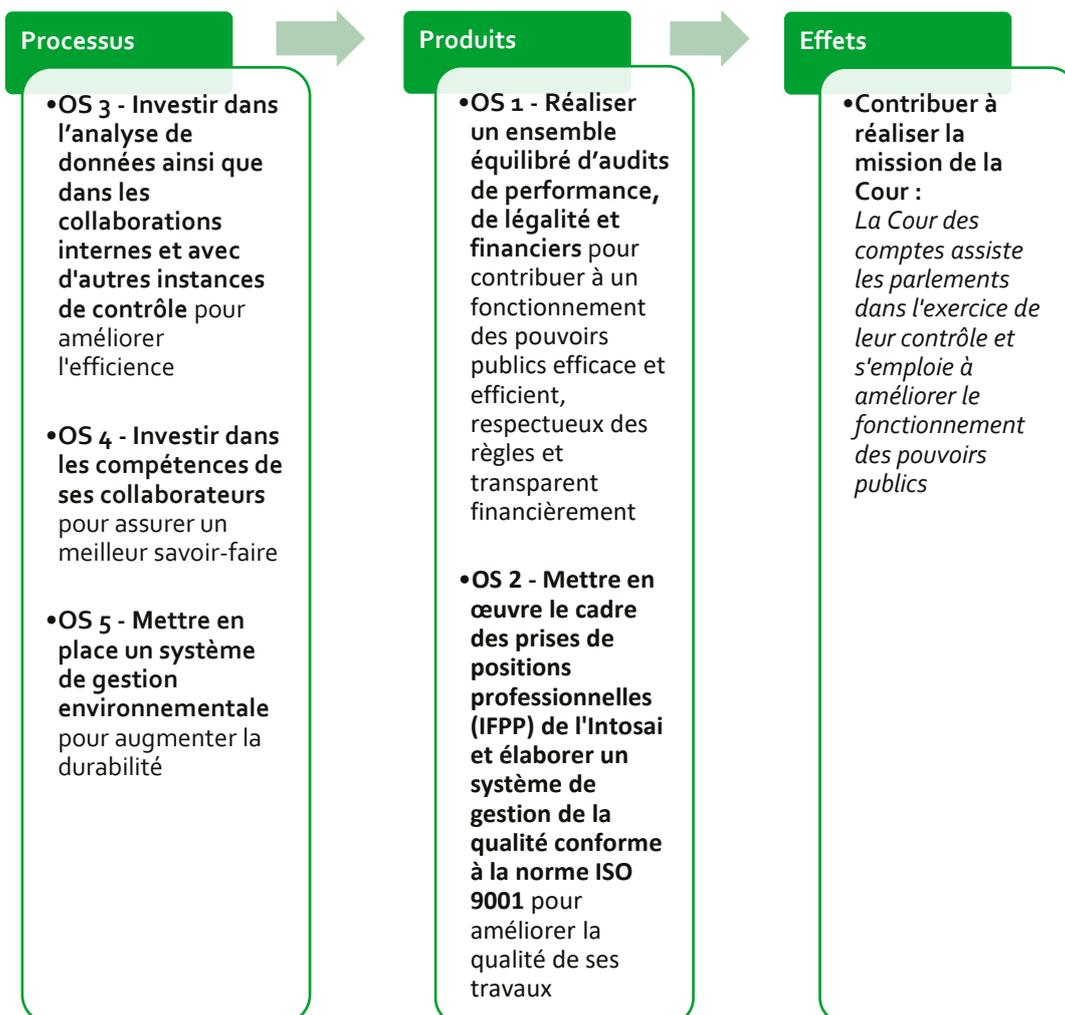 Processus
•OS 3 - Investir dans
l’analyse de
données ainsi que
dans les
collaborations
internes et avec
d'autres instances
de contrôle pour
améliorer
l'efficience
•OS 4 - Investir dans
les compétences de
ses collaborateurs
pour assurer un
meilleur savoir-faire
•OS 5 - Mettre en
place un système
de gestion
environnementale
pour augmenter la
durabilité
Produits
•OS 1 - Réaliser
un ensemble
équilibré d’audits
de performance,
de légalité et
financiers pour
contribuer à un
fonctionnement
des pouvoirs
publics efficace et
efficient,
respectueux des
règles et
transparent
financièrement
•OS 2 - Mettre en
œuvre le cadre
des prises de
positions
professionnelles
(IFPP) de l'Intosai
et élaborer un
système de
gestion de la
qualité conforme
à la norme ISO
9001 pour
améliorer la
qualité de ses
travaux
Effets
•Contribuer à
réaliser la
mission de la
Cour :
La Cour des
comptes assiste
les parlements
dans l'exercice de
leur contrôle et
s'emploie à
améliorer le
fonctionnement
des pouvoirs
publics